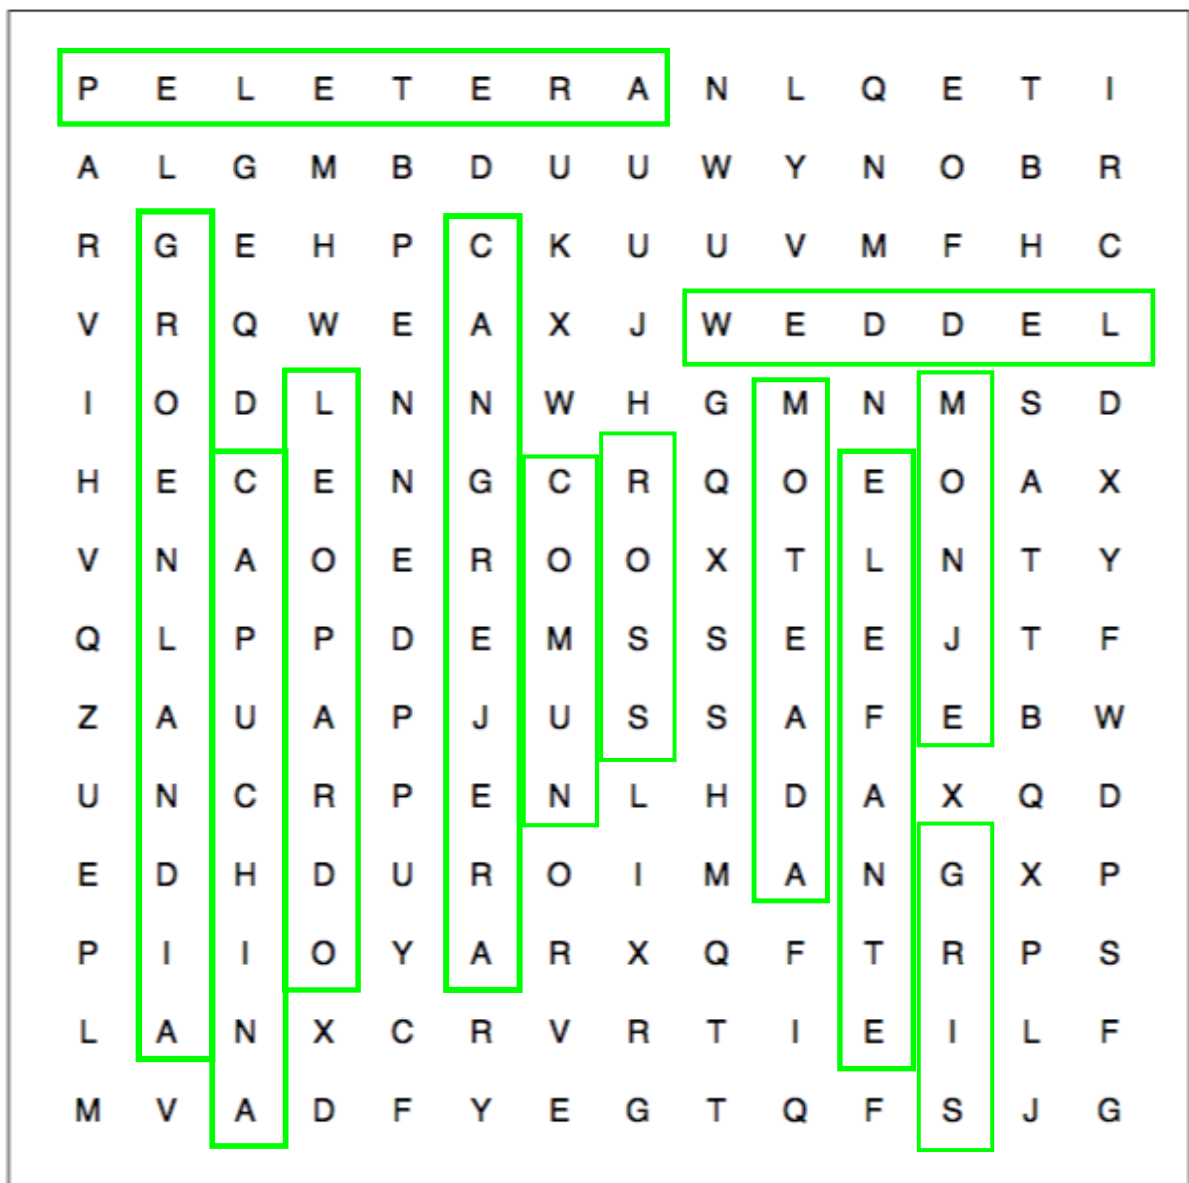 P E L E T E R A N L Q E T I
A L G M B D U U W Y N O B R
R G E H P C K U U V M F H C
V R Q W E A X J W E D D E L
I O D L N N W H G M N M S D
H E C E N G C R Q O E O A X
V N A O E R O O X T L N T Y
Q L P P D E M S S E E J T F
Z A U A P J U S S A F E B W
U N C R P E N L H D A X Q D
E D H D U R O I M A N G X P
P I I O Y A R X Q F T R P S
L A N X C R V R T I E I L F
M V A D F Y E G T Q F S J G